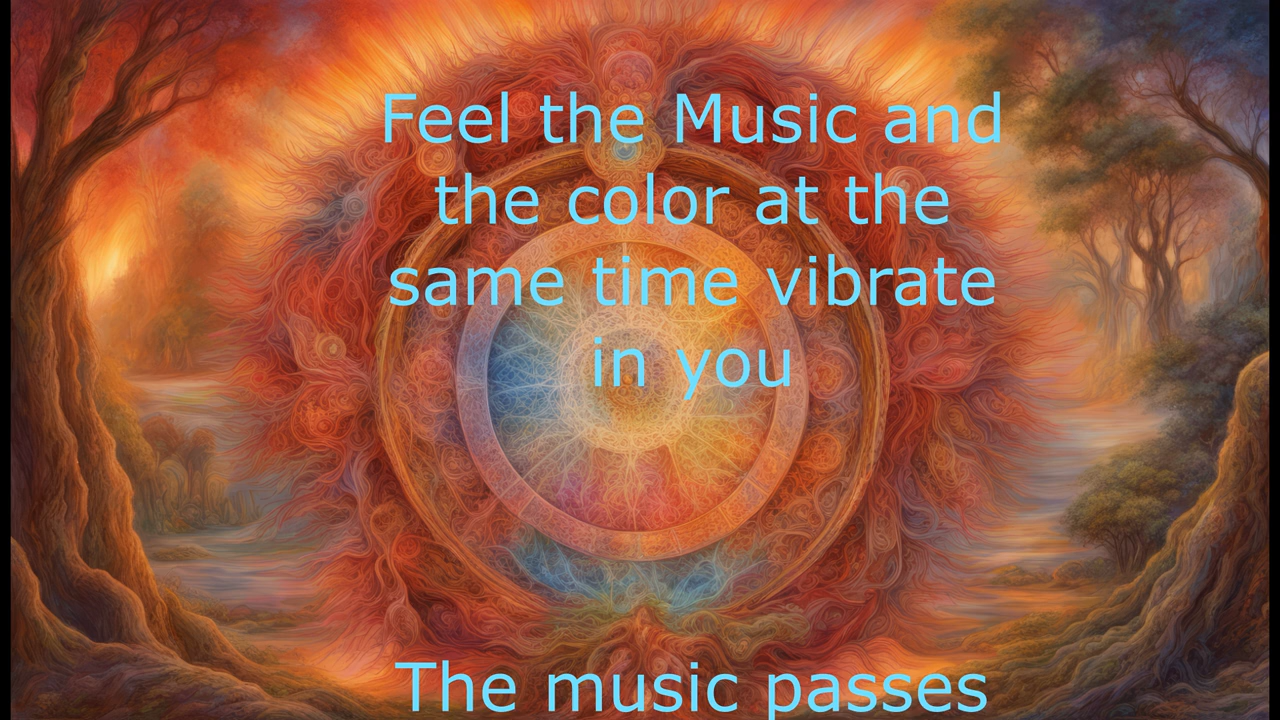 Feel the Music and
the color at the
same time vibrate
in you
The music passes